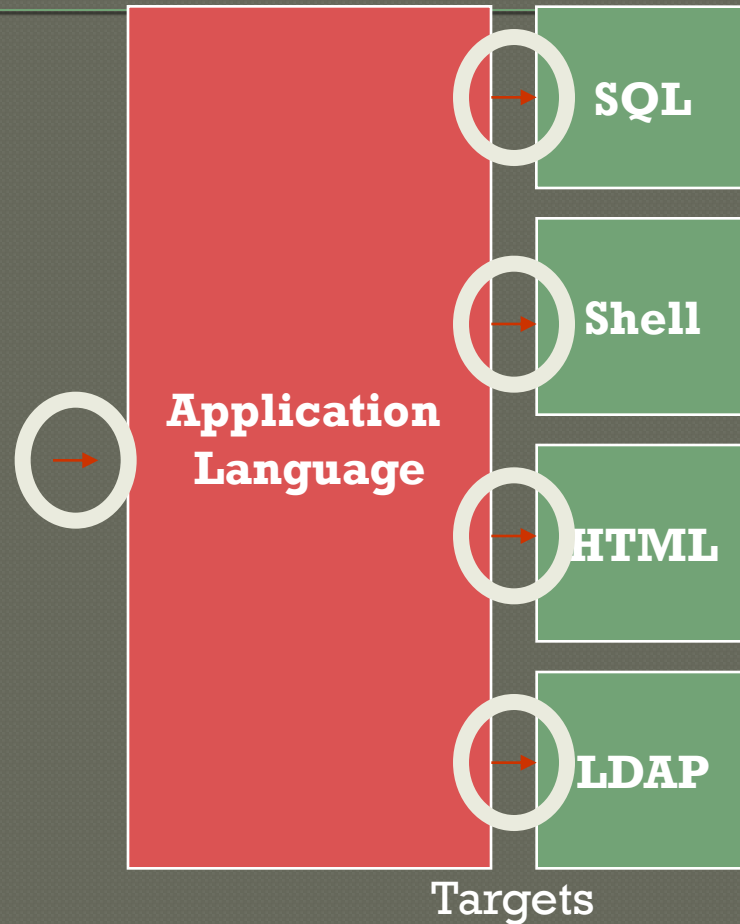 SQL
Shell
Application
Language
HTML
LDAP
Targets